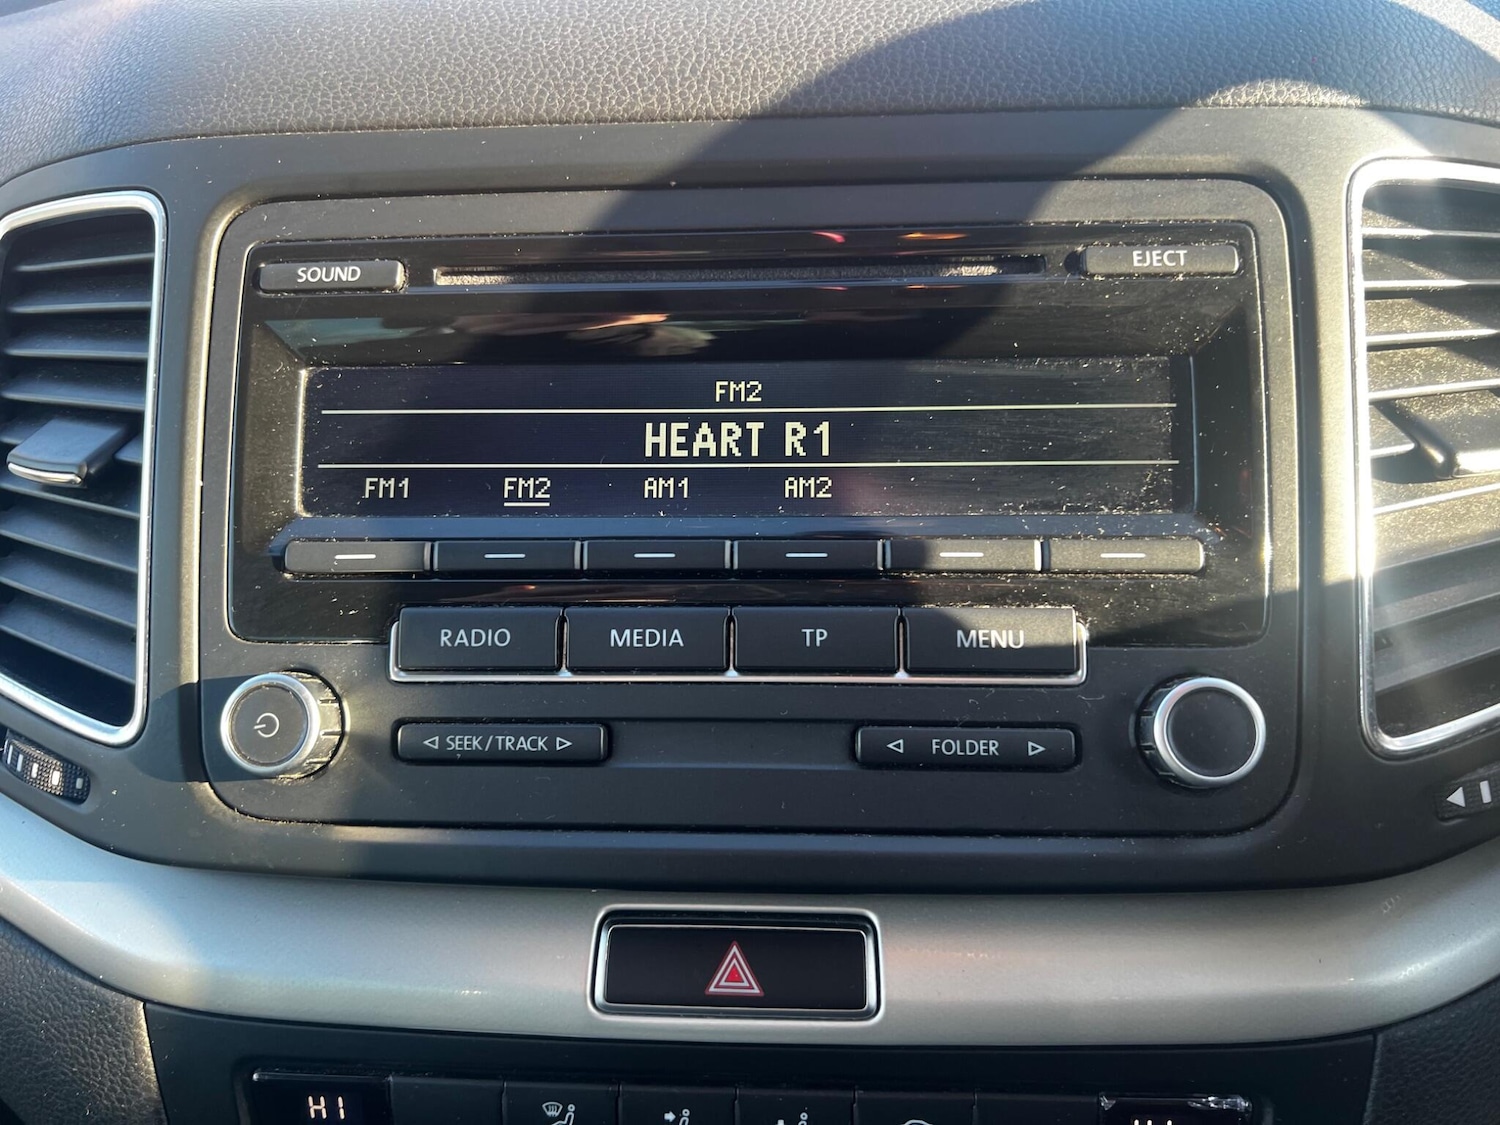 SOUND
EJECT
FM2
HEART R1
FM1 FM2 AM1 AM2
RADIO MEDIA TP MENU
SEEK/TRACK FOLDER
HI